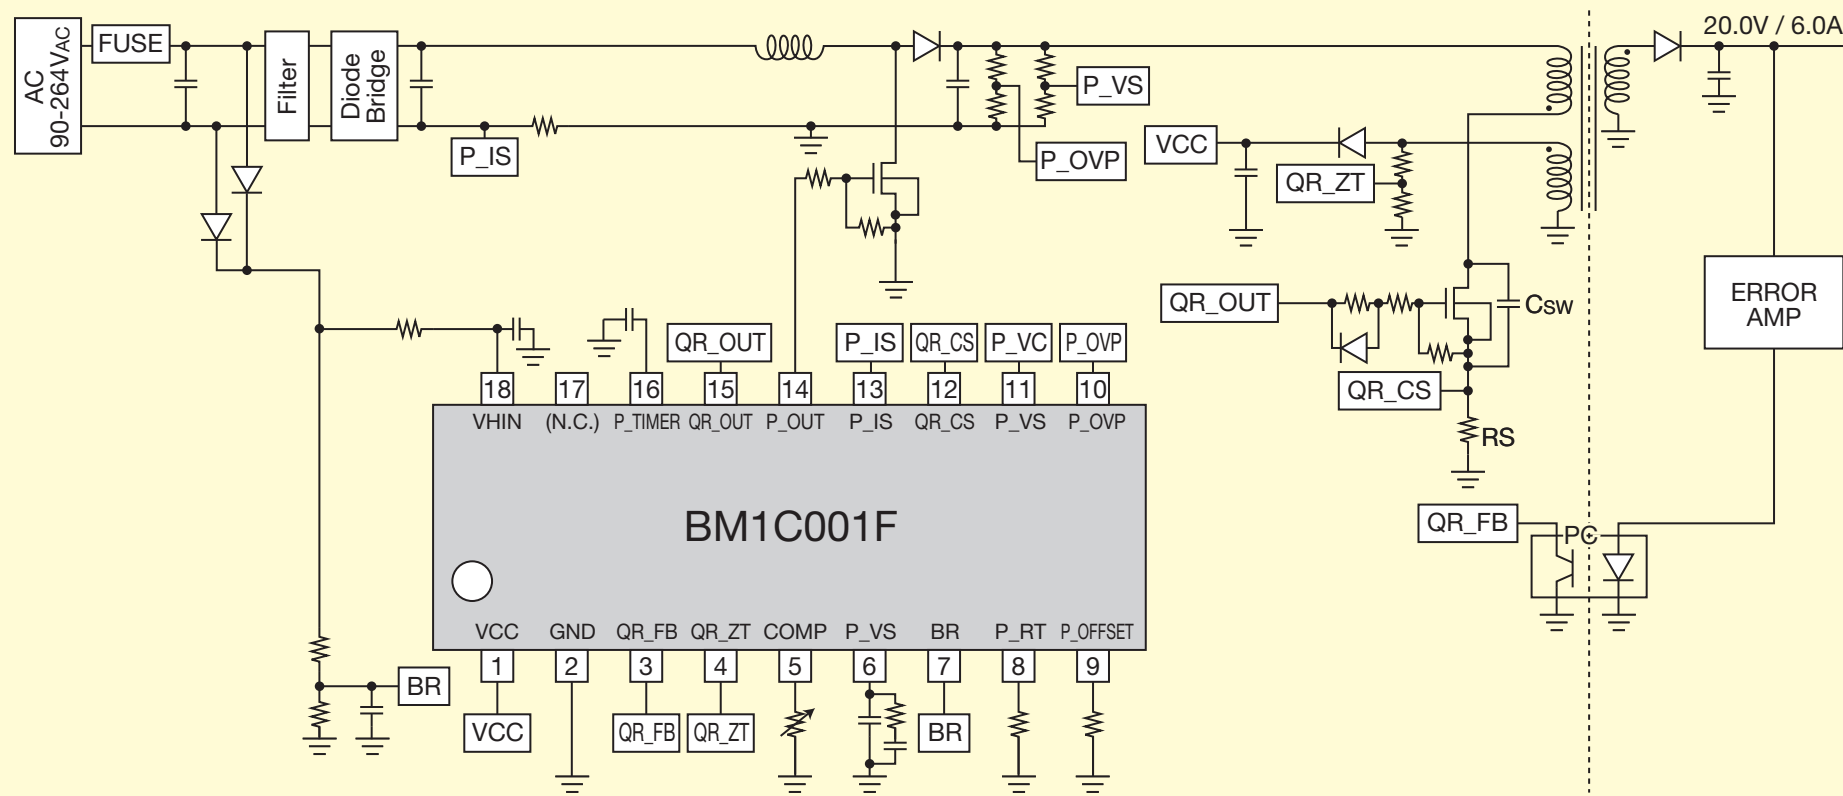 AC
90-264VAC
FUSE
Filter
Diode
Bridge
P_IS
P_VS
P_OVP
20.0V / 6.0A
VCC
QR_ZT
QR_OUT
CSW
QR_CS
RS
ERROR
AMP
QR_FB
PC
BR
QR_OUT
P_IS
QR_CS
P_VC
P_OVP
18
17
16
15
14
13
12
11
10
VHIN
(N.C.)
P_TIMER
QR_OUT
P_OUT
P_IS
QR_CS
P_VS
P_OVP
BM1C001F
VCC
GND
QR_FB
QR_ZT
COMP
P_VS
BR
P_RT
P_OFFSET
1
2
3
4
5
6
7
8
9
VCC
QR_FB
QR_ZT
BR